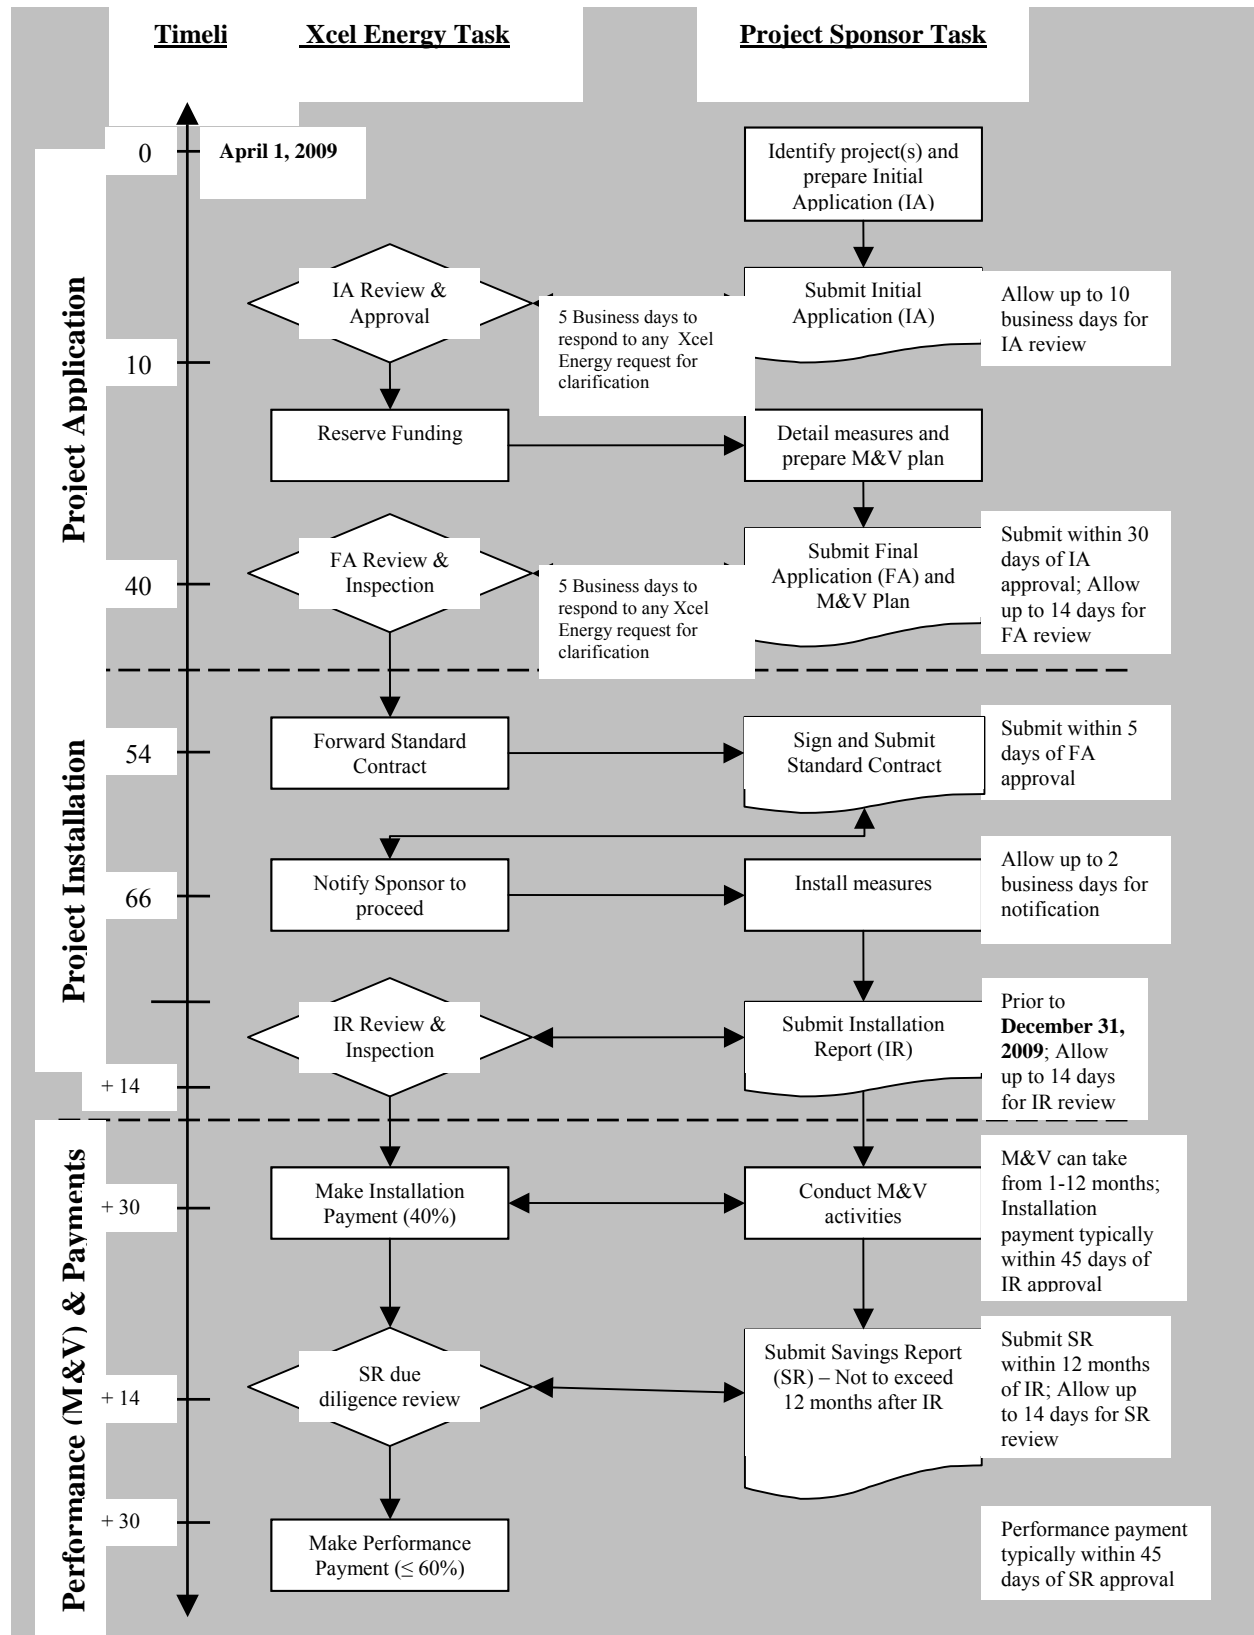 Timeli Xcel Energy Task Project Sponsor Task
0
April 1, 2009
Identify project(s) and
prepare Initial
Application (IA)
Project Application
IA Review &
Approval
5 Business days to
respond to any Xcel
Energy request for
clarification
Submit Initial
Application (IA)
Allow up to 10
business days for
IA review
10
Reserve Funding
Detail measures and
prepare M&V plan
FA Review &
Inspection
5 Business days to
respond to any Xcel
Energy request for
clarification
Submit Final
Application (FA) and
M&V Plan
Submit within 30
days of IA
approval; Allow
up to 14 days for
FA review
40
Project Installation
54
Forward Standard
Contract
Sign and Submit
Standard Contract
Submit within 5
days of FA
approval
66
Notify Sponsor to
proceed
Install measures
Allow up to 2
business days for
notification
IR Review &
Inspection
Submit Installation
Report (IR)
Prior to
December 31,
2009; Allow
up to 14 days
for IR review
+ 14
Performance (M&V) & Payments
+ 30
Make Installation
Payment (40%)
Conduct M&V
activities
M&V can take
from 1-12 months;
Installation
payment typically
within 45 days of
IR approval
+ 14
SR due
diligence review
Submit Savings Report
(SR) – Not to exceed
12 months after IR
Submit SR
within 12 months
of IR; Allow up
to 14 days for SR
review
+ 30
Make Performance
Payment (≤ 60%)
Performance payment
typically within 45
days of SR approval